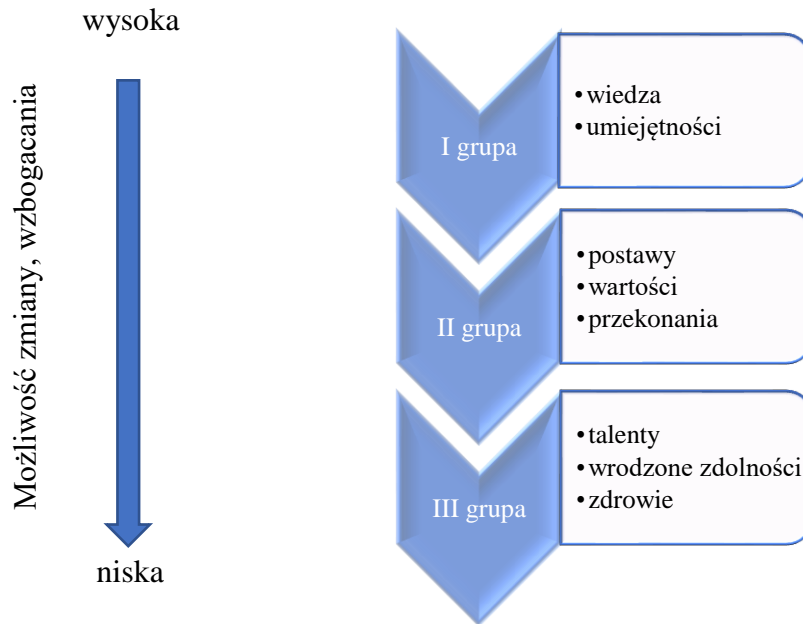 wysoka
Możliwość zmiany, wzbogacania
niska
I grupa
•wiedza
•umiejętności
II grupa
•postawy
•wartości
•przekonania
III grupa
•talenty
•wrodzone zdolności
•zdrowie